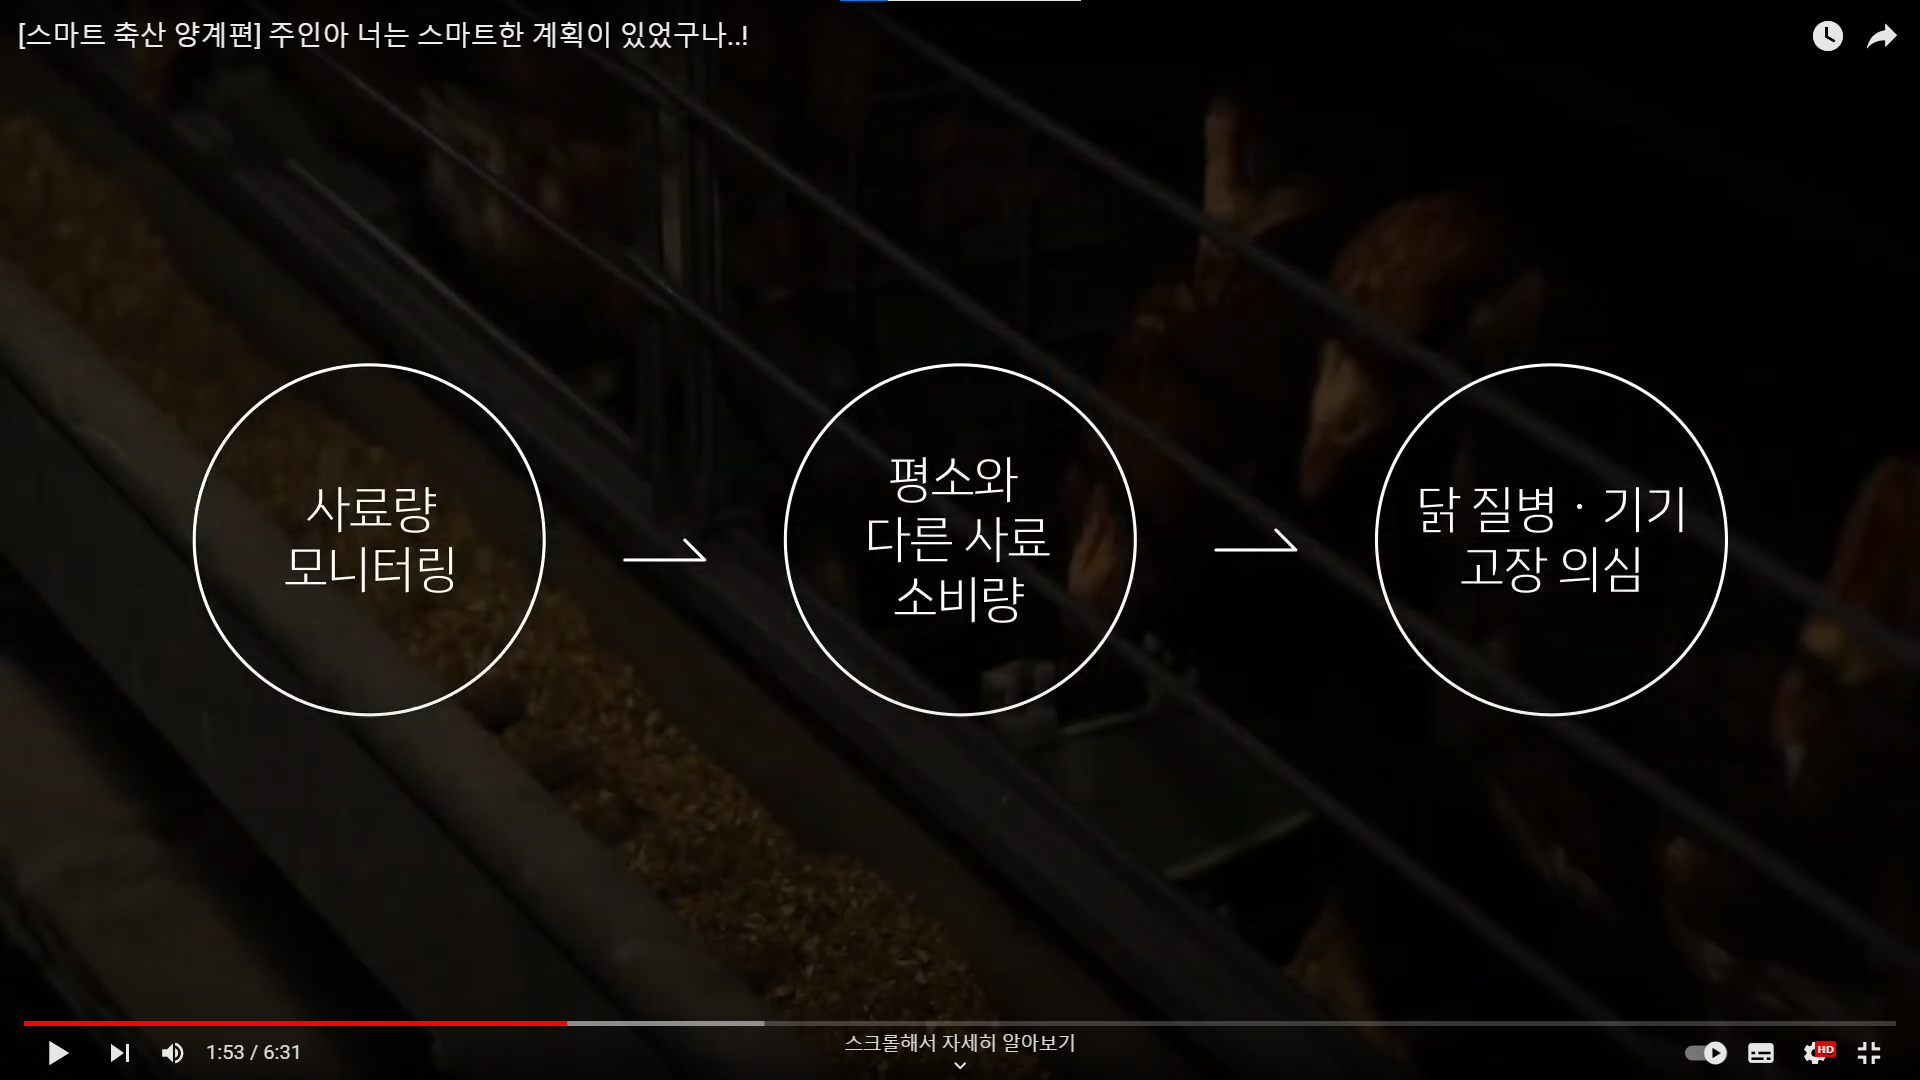 [스마트 축산 양계편] 주인아 너는 스마트한 계획이 있었구나..!
사료량
모니터링
평소와
다른 사료
소비량
닭 질병 · 기기
고장 의심
1:53 / 6:31
스크롤해서 자세히 알아보기
HD